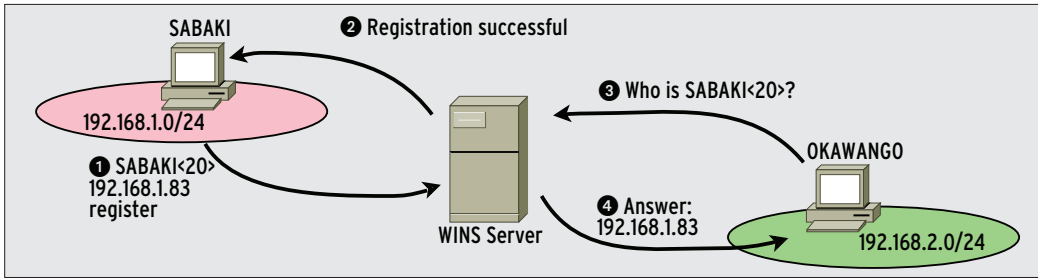 SABAKI
❷ Registration successful
❸ Who is SABAKI<20>?
192.168.1.0/24
❶ SABAKI<20>
192.168.1.83
register
OKAWANGO
WINS Server
❹ Answer:
192.168.1.83
192.168.2.0/24